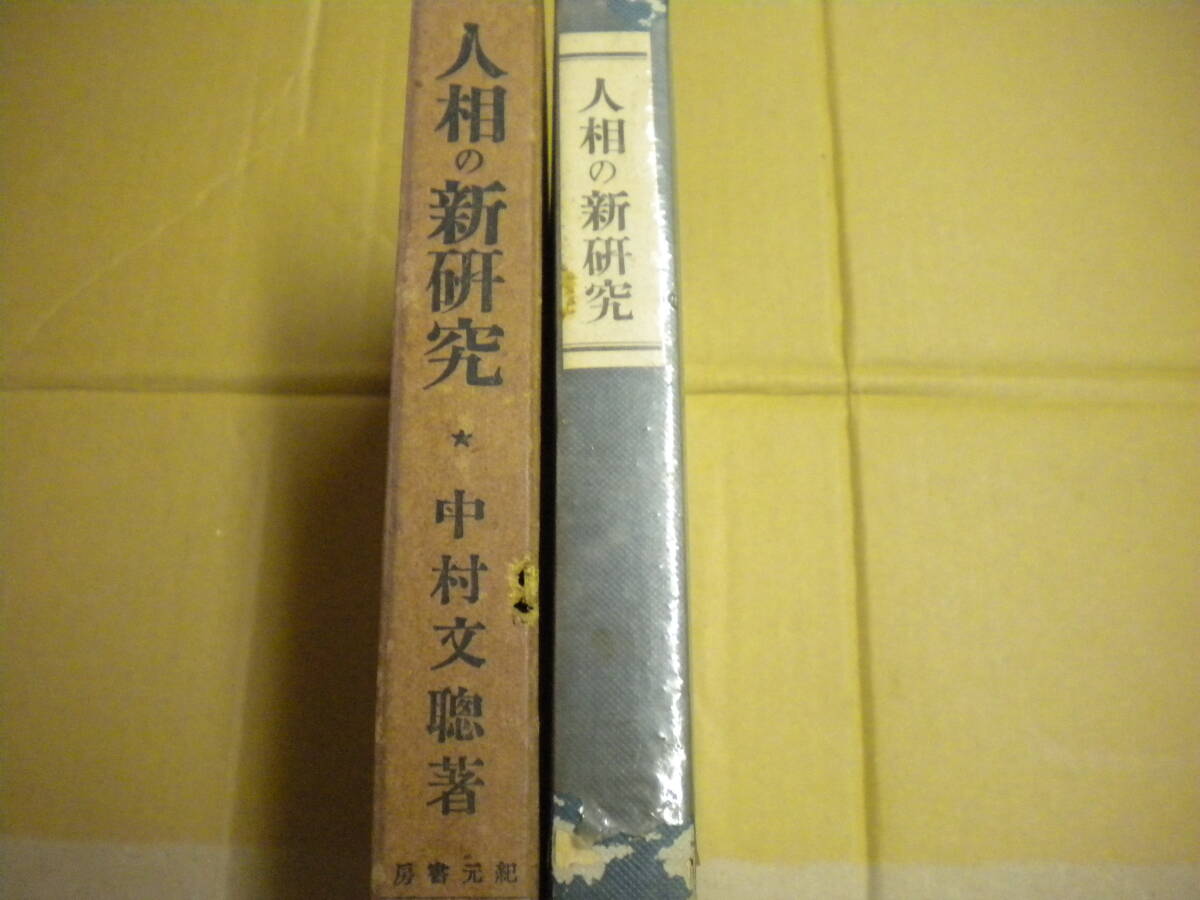 人相の新研究
★
中村文聰著
房書元紀
人相の新研究